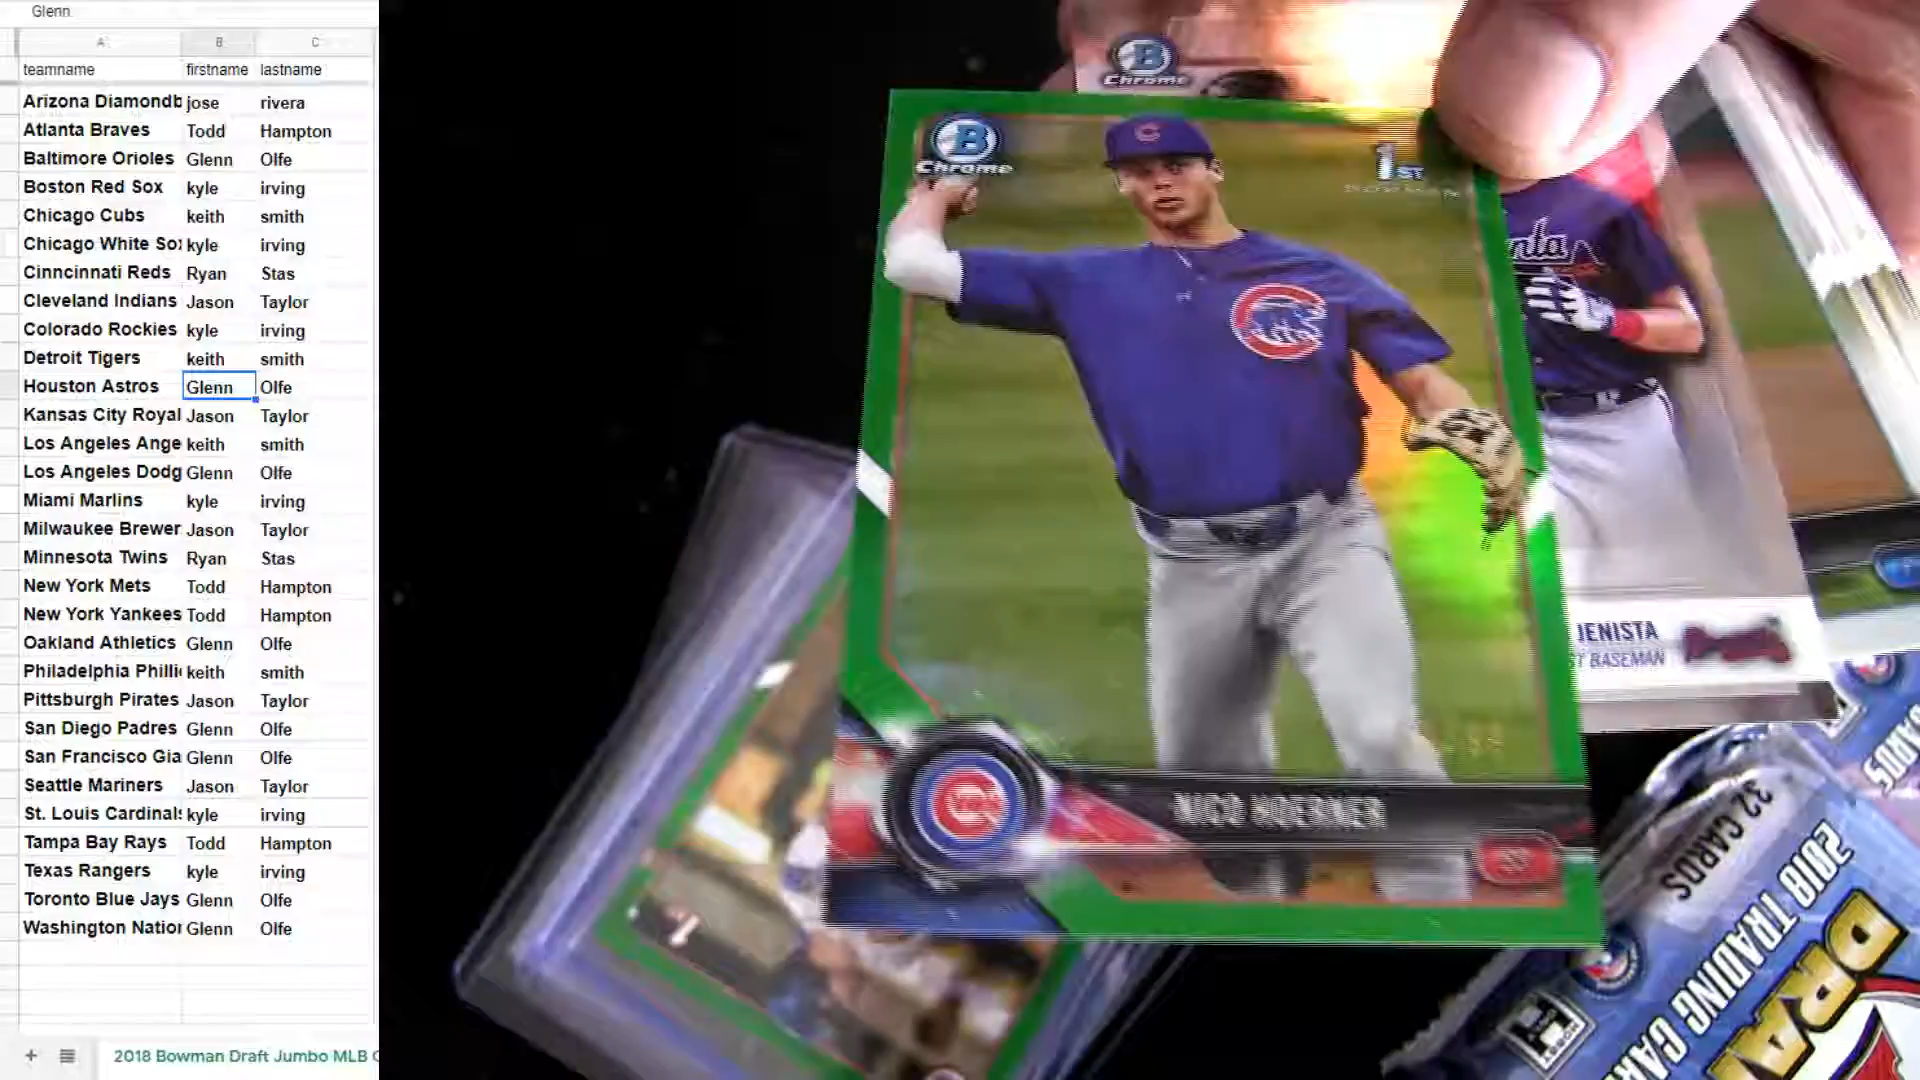 Glenn
A B C
teamname firstname lastname
Arizona Diamondb jose rivera
Atlanta Braves Todd Hampton
Baltimore Orioles Glenn Olfe
Boston Red Sox kyle irving
Chicago Cubs keith smith
Chicago White So kyle irving
Cinncinnati Reds Ryan Stas
Cleveland Indians Jason Taylor
Colorado Rockies kyle irving
Detroit Tigers keith smith
Houston Astros Glenn Olfe
Kansas City Royal Jason Taylor
Los Angeles Ange keith smith
Los Angeles Dodg Glenn Olfe
Miami Marlins kyle irving
Milwaukee Brewer Jason Taylor
Minnesota Twins Ryan Stas
New York Mets Todd Hampton
New York Yankees Todd Hampton
Oakland Athletics Glenn Olfe
Philadelphia Philli keith smith
Pittsburgh Pirates Jason Taylor
San Diego Padres Glenn Olfe
San Francisco Gia Glenn Olfe
Seattle Mariners Jason Taylor
St. Louis Cardinals kyle irving
Tampa Bay Rays Todd Hampton
Texas Rangers kyle irving
Toronto Blue Jays Glenn Olfe
Washington Nation Glenn Olfe
2018 Bowman Draft Jumbo MLB
B Chrome
B Chrome
1ST
C
NICO HOERNER
JENISTA
ST BASEMAN
32 CARDS
2018 TRADING CAR
DRA
CARDS